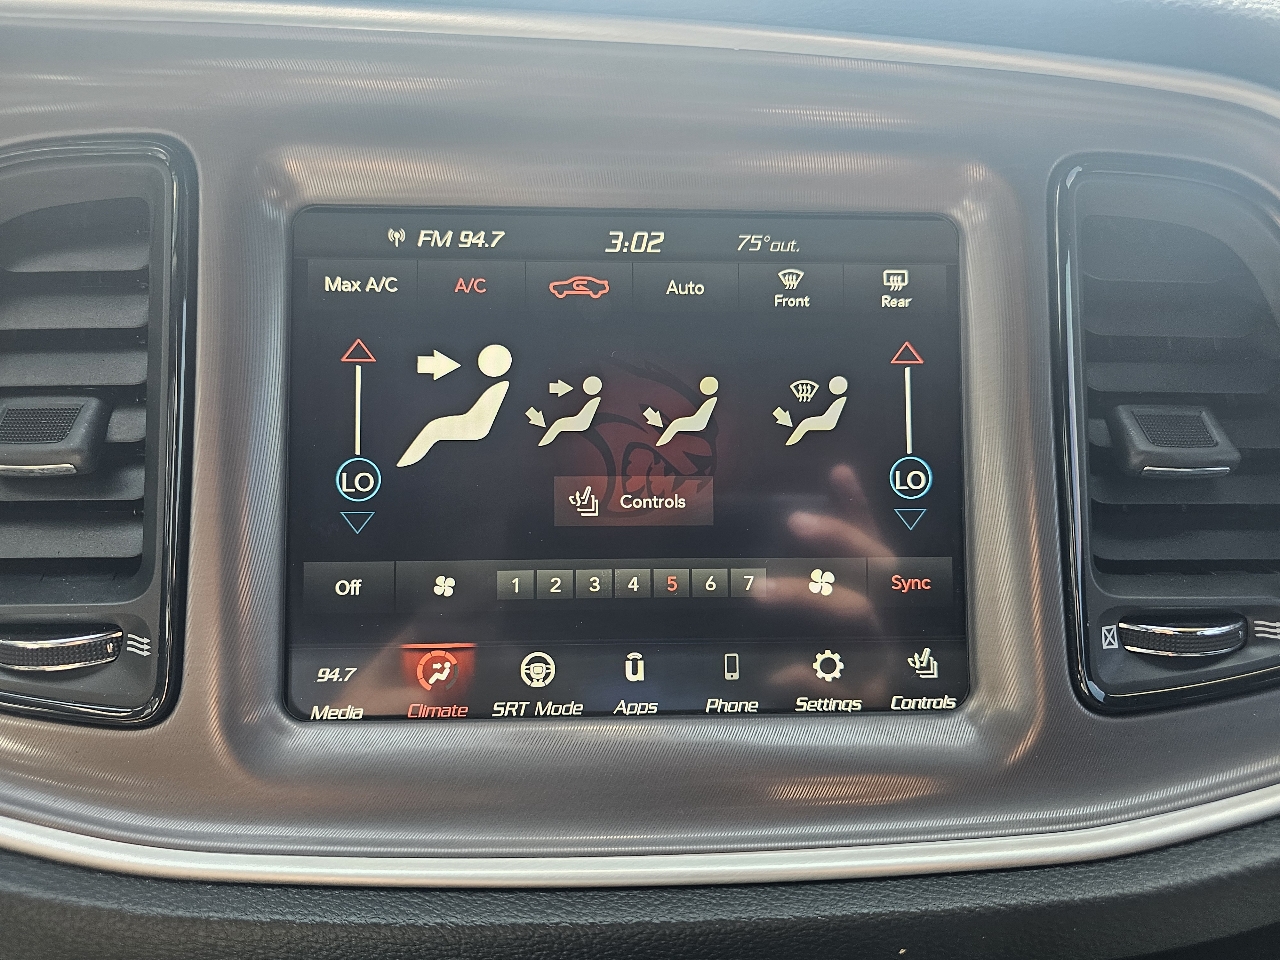 FM 94.7 3:02 75°out.
Max A/C A/C Auto Front Rear
LO LO
Controls
Off 1 2 3 4 5 6 7 Sync
94.7
Media Climate SRT Mode Apps Phone Settings Controls